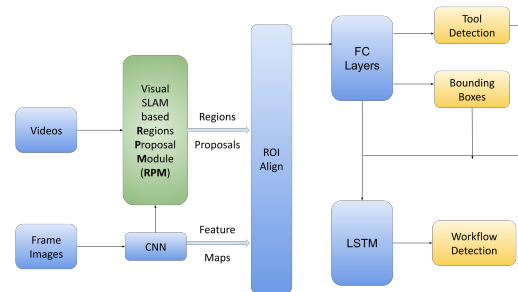 Videos
Frame
Images
Visual
SLAM
based
Regions
Proposal
Module
(RPM)
CNN
Regions
Proposals
Feature
Maps
ROI
Align
FC
Layers
LSTM
Tool
Detection
Bounding
Boxes
Workflow
Detection